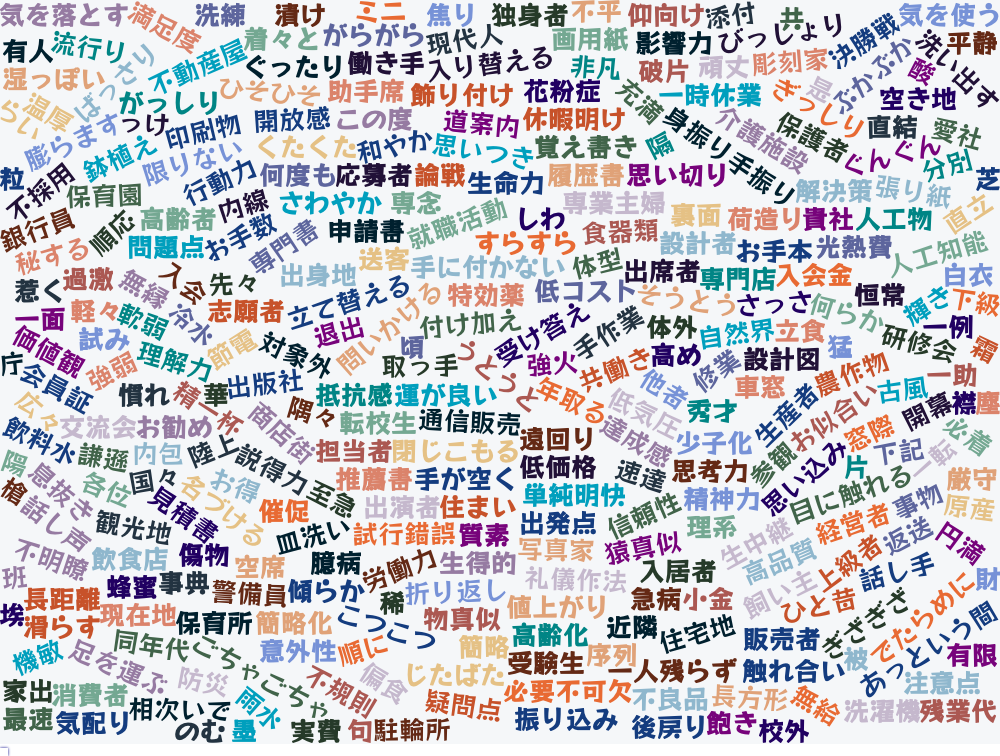 気を落とす
満足度
洗練
漬け
ミニ
焦り
独身者
不平
仰向け
添付
共
気を使う
有人
流行り
着々と
がらがら
現代人
画用紙
影響力
びっしょり
決勝戦
洗い出す
平静
湿っぽい
ばっさり
不動産屋
ぐったり
働き手
入り替える
非凡
破片
頑丈
彫刻家
ぶかぶか
酸
温厚
らい
がっしり
ひそひそ
助手席
飾り付け
花粉症
充満
一時休業
ぎっしり
是
空き地
膨らます
っけ
印刷物
開放感
この度
道案内
休暇明け
身振り手振り
介護施設
保護者
直結
愛社
鉢植え
限りない
くたくた
和やか
思いつき
覚え書き
隔
ぐんぐん
分別
芝
粒
不採用
保育園
行動力
何度も
応募者
論戦
生命力
履歴書
思い切り
解決策
張り紙
銀行員
順応
高齢者
内線
さわやか
専念
しわ
専業主婦
裏面
荷造り
貴社
人工物
直立
秘する
問題点
お手数
専門書
申請書
就職活動
すらすら
食器類
設計者
お手本
光熱費
人工知能
送客
手に付かない
体型
出席者
専門店
入会金
白衣
惹く
過激
無縁
入会
先々
出身地
立て替える
問いかける
特効薬
低コスト
そうとう
さっさ
何らか
恒常
輝き
下級
一面
軽々
軟弱
冷水
志願者
退出
付け加え
受け答え
手作業
体外
自然界
立食
研修会
一例
価値観
試み
理解力
節電
対象外
頃
取っ手
うとうと
強火
共働き
高め
修業
設計図
猛
霜
庁
会員証
強弱
慣れ
精一杯
華
出版社
抵抗感
運が良い
年取る
他者
車窓
農作物
古風
一助
広々
交流会
お勧め
商店街
隅々
転校生
通信販売
低気圧
秀才
生産者
お似合い
開幕
襟
塵
飲料水
謙遜
内包
陸上
説得力
担当者
閉じこもる
遠回り
達成感
少子化
参観
思い込み
窓際
下記
必着
陽
息抜き
各位
国々
お得
至急
推薦書
手が空く
低価格
速達
思考力
片
目に触れる
一転
厳守
槍
話し声
観光地
見積書
名づける
催促
出演者
住まい
単純明快
信頼性
精神力
事物
原産
皿洗い
試行錯誤
質素
出発点
理系
生中継
経営者
返送
円満
不明瞭
飲食店
傷物
空席
臆病
労働力
生得的
写真家
猿真似
高品質
上級者
班
蜂蜜
事典
警備員
傾らか
稀
折り返し
礼儀作法
入居者
飼い主
話し手
財
埃
長距離
現在地
保育所
簡略化
こつこつ
物真似
値上がり
急病
小金
ひと昔
滑らす
同年代
ごちゃごちゃ
意外性
順に
簡略
高齢化
近隣
住宅地
販売者
ぎざぎざ
でたらめに
機敏
足を運ぶ
防災
不規則
偏食
じたばた
受験生
序列
一人残らず
触れ合い
被
あっという間
有限
家出
消費者
相次いで
雨水
疑問点
必要不可欠
不良品
長方形
無給
注意点
最速
気配り
のむ
墨
実費
句
駐輪所
振り込み
後戻り
飽き
校外
洗濯機
残業代